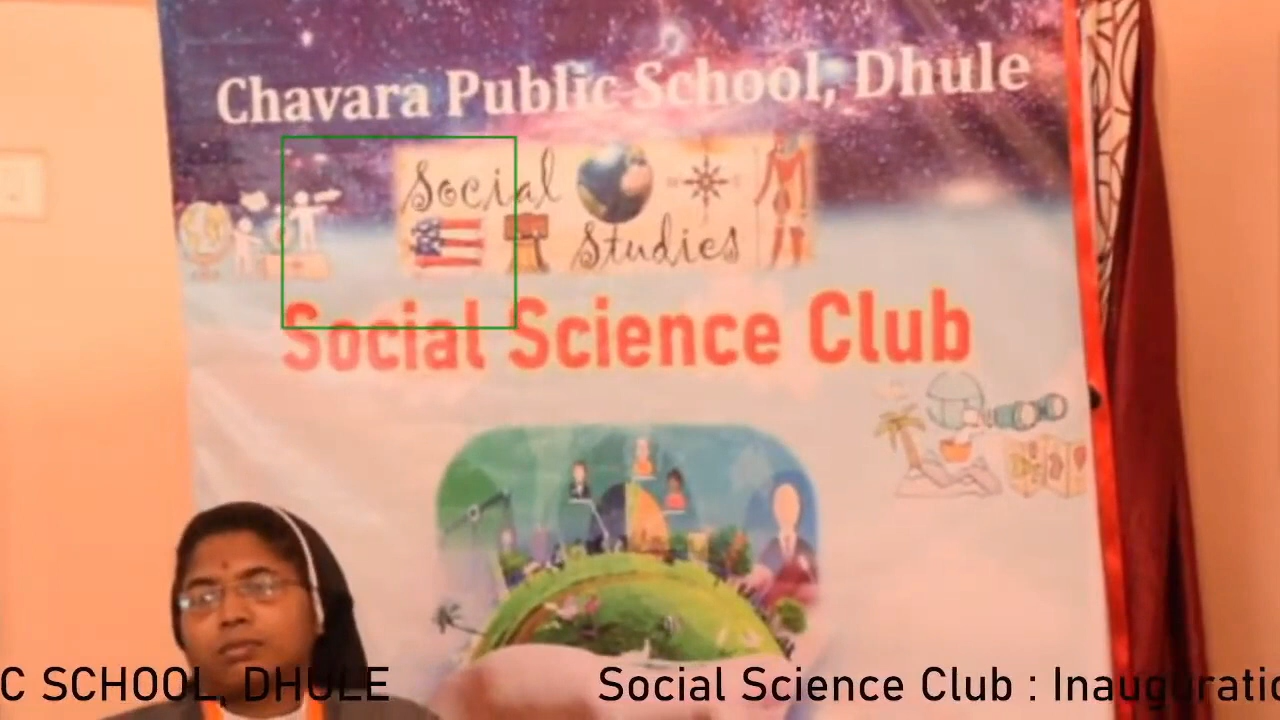 Chavara Public School, Dhule
Social
Studies
Social Science Club
C SCHOOL, DHULE Social Science Club : Inauguratio